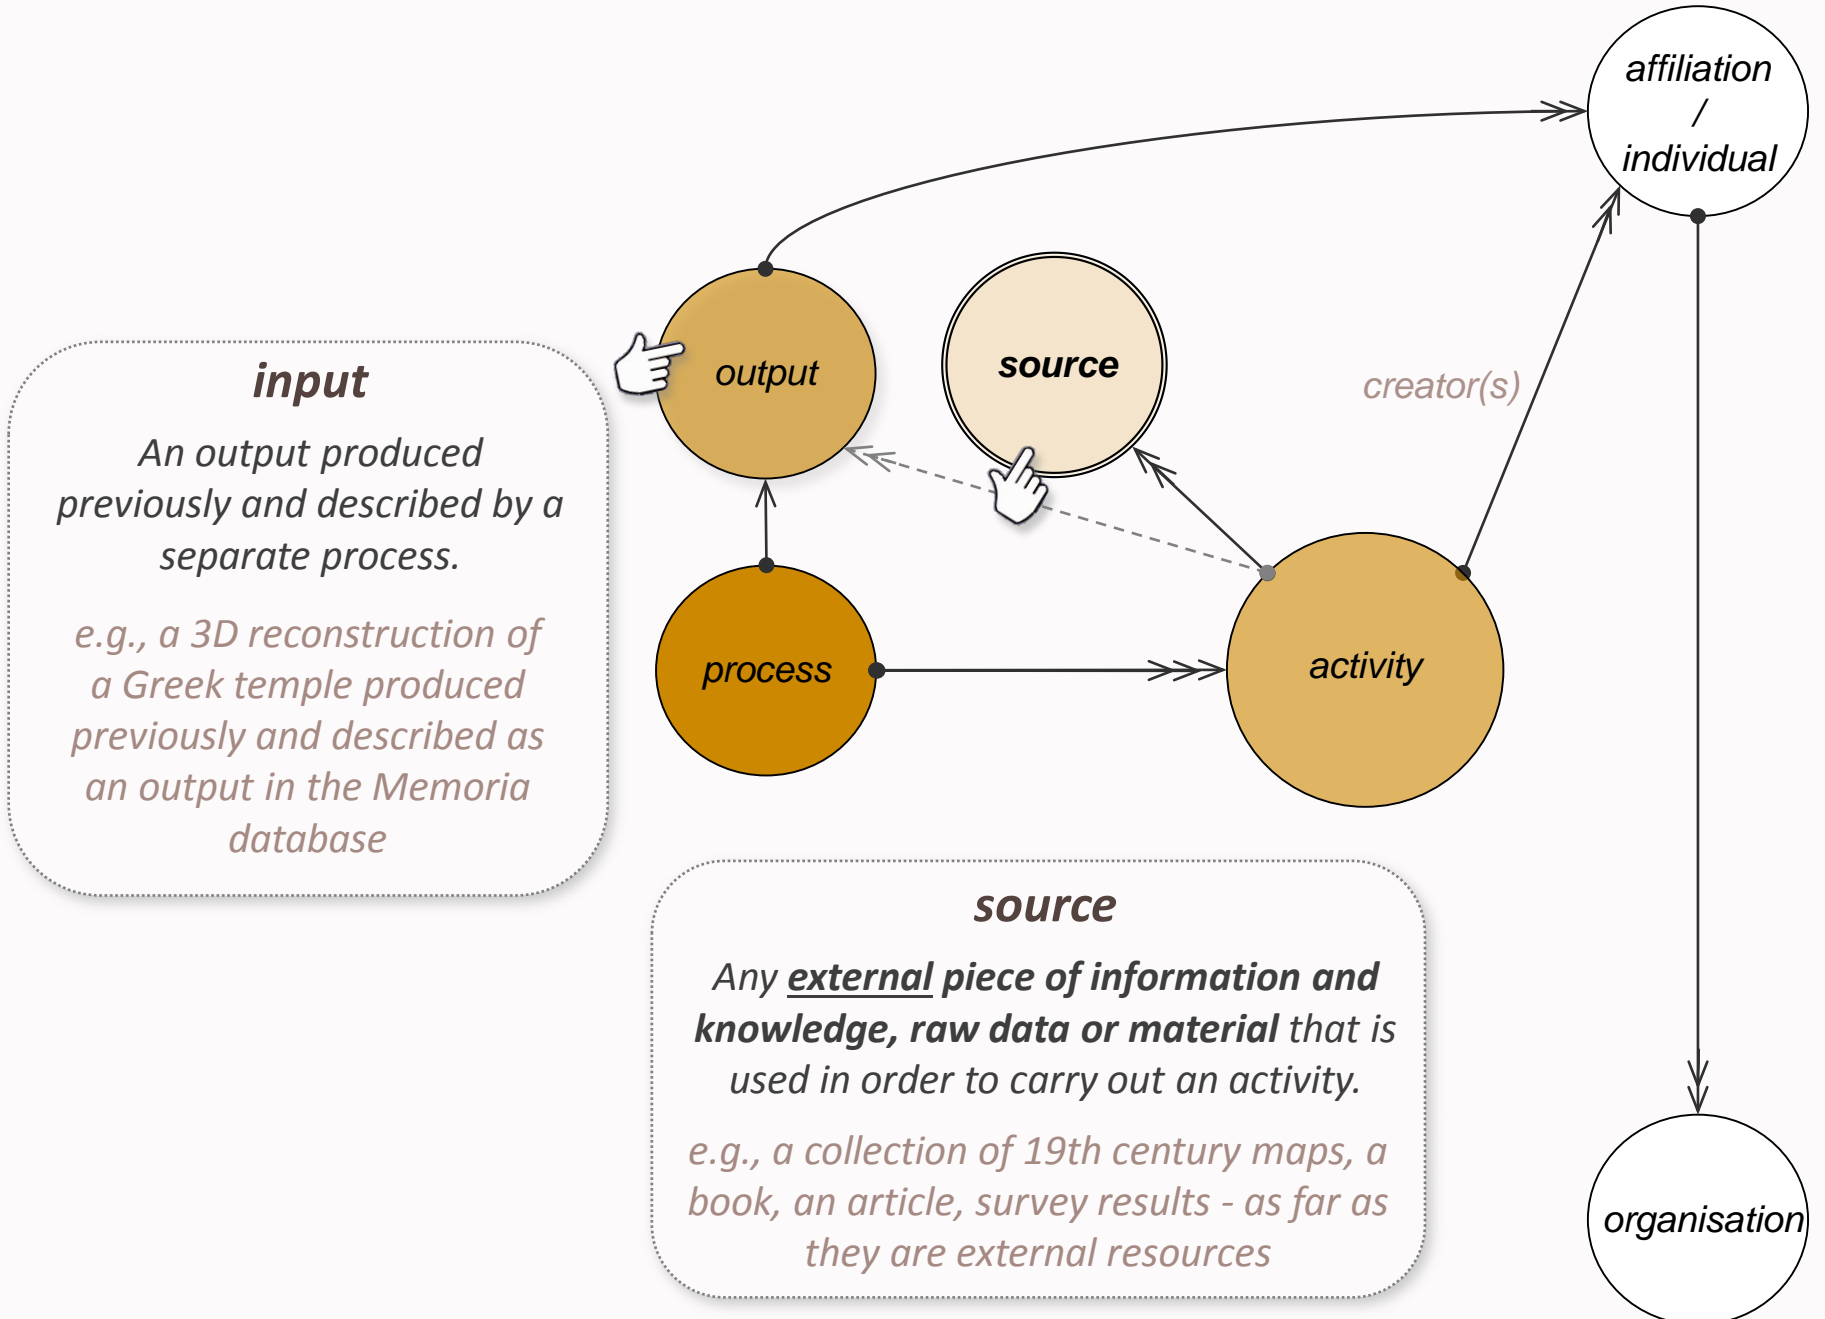 affiliation
/
individual
output
source
creator(s)
input
An output produced
previously and described by a
separate process.
e.g., a 3D reconstruction of
a Greek temple produced
previously and described as
an output in the Memoria
database
process
activity
source
Any external piece of information and
knowledge, raw data or material that is
used in order to carry out an activity.
e.g., a collection of 19th century maps, a
book, an article, survey results - as far as
they are external resources
organisation